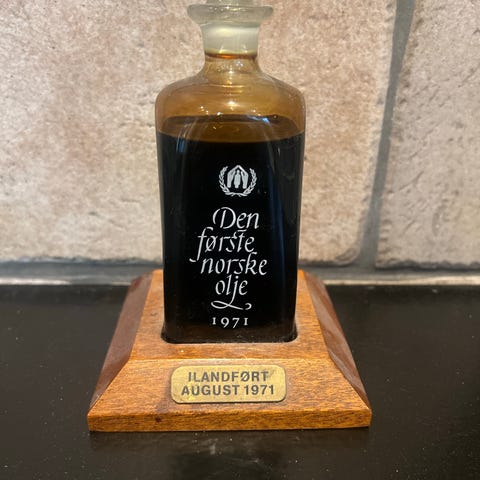 Den
første
norske
olje
1971
ILANDFØRT
AUGUST 1971